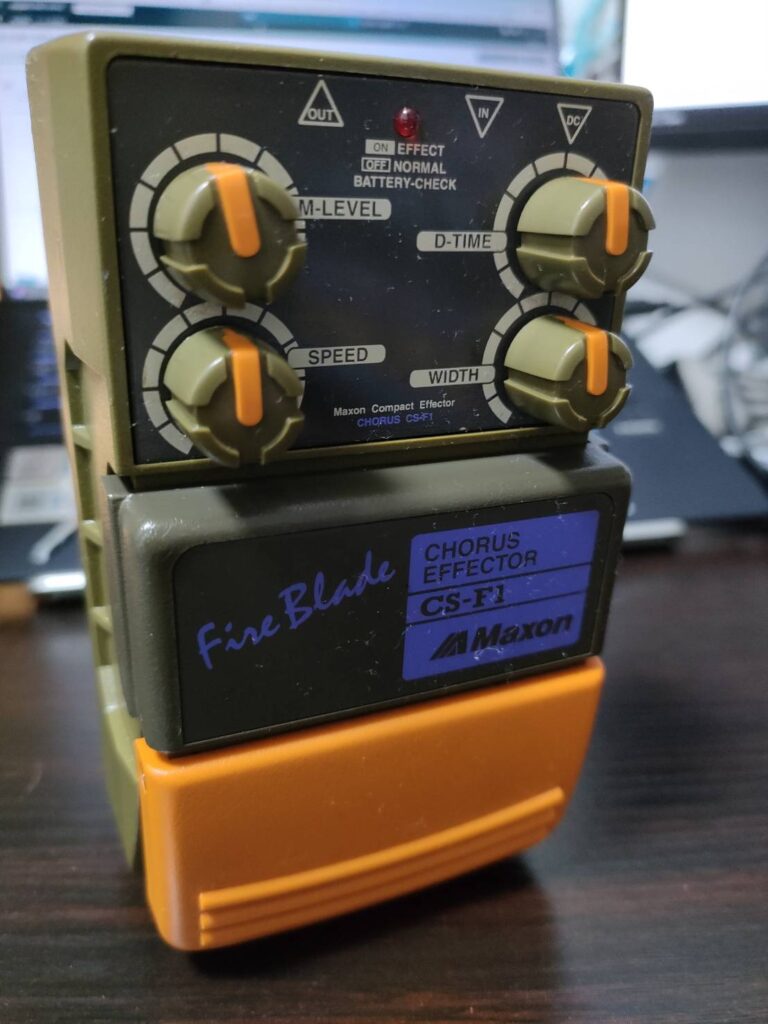 OUT
IN
DC
ON EFFECT
OFF NORMAL
BATTERY-CHECK
M-LEVEL
D-TIME
SPEED
WIDTH
Maxon Compact Effector
CHORUS CS-F1
Fire Blade
CHORUS
EFFECTOR
CS-F1
Maxon